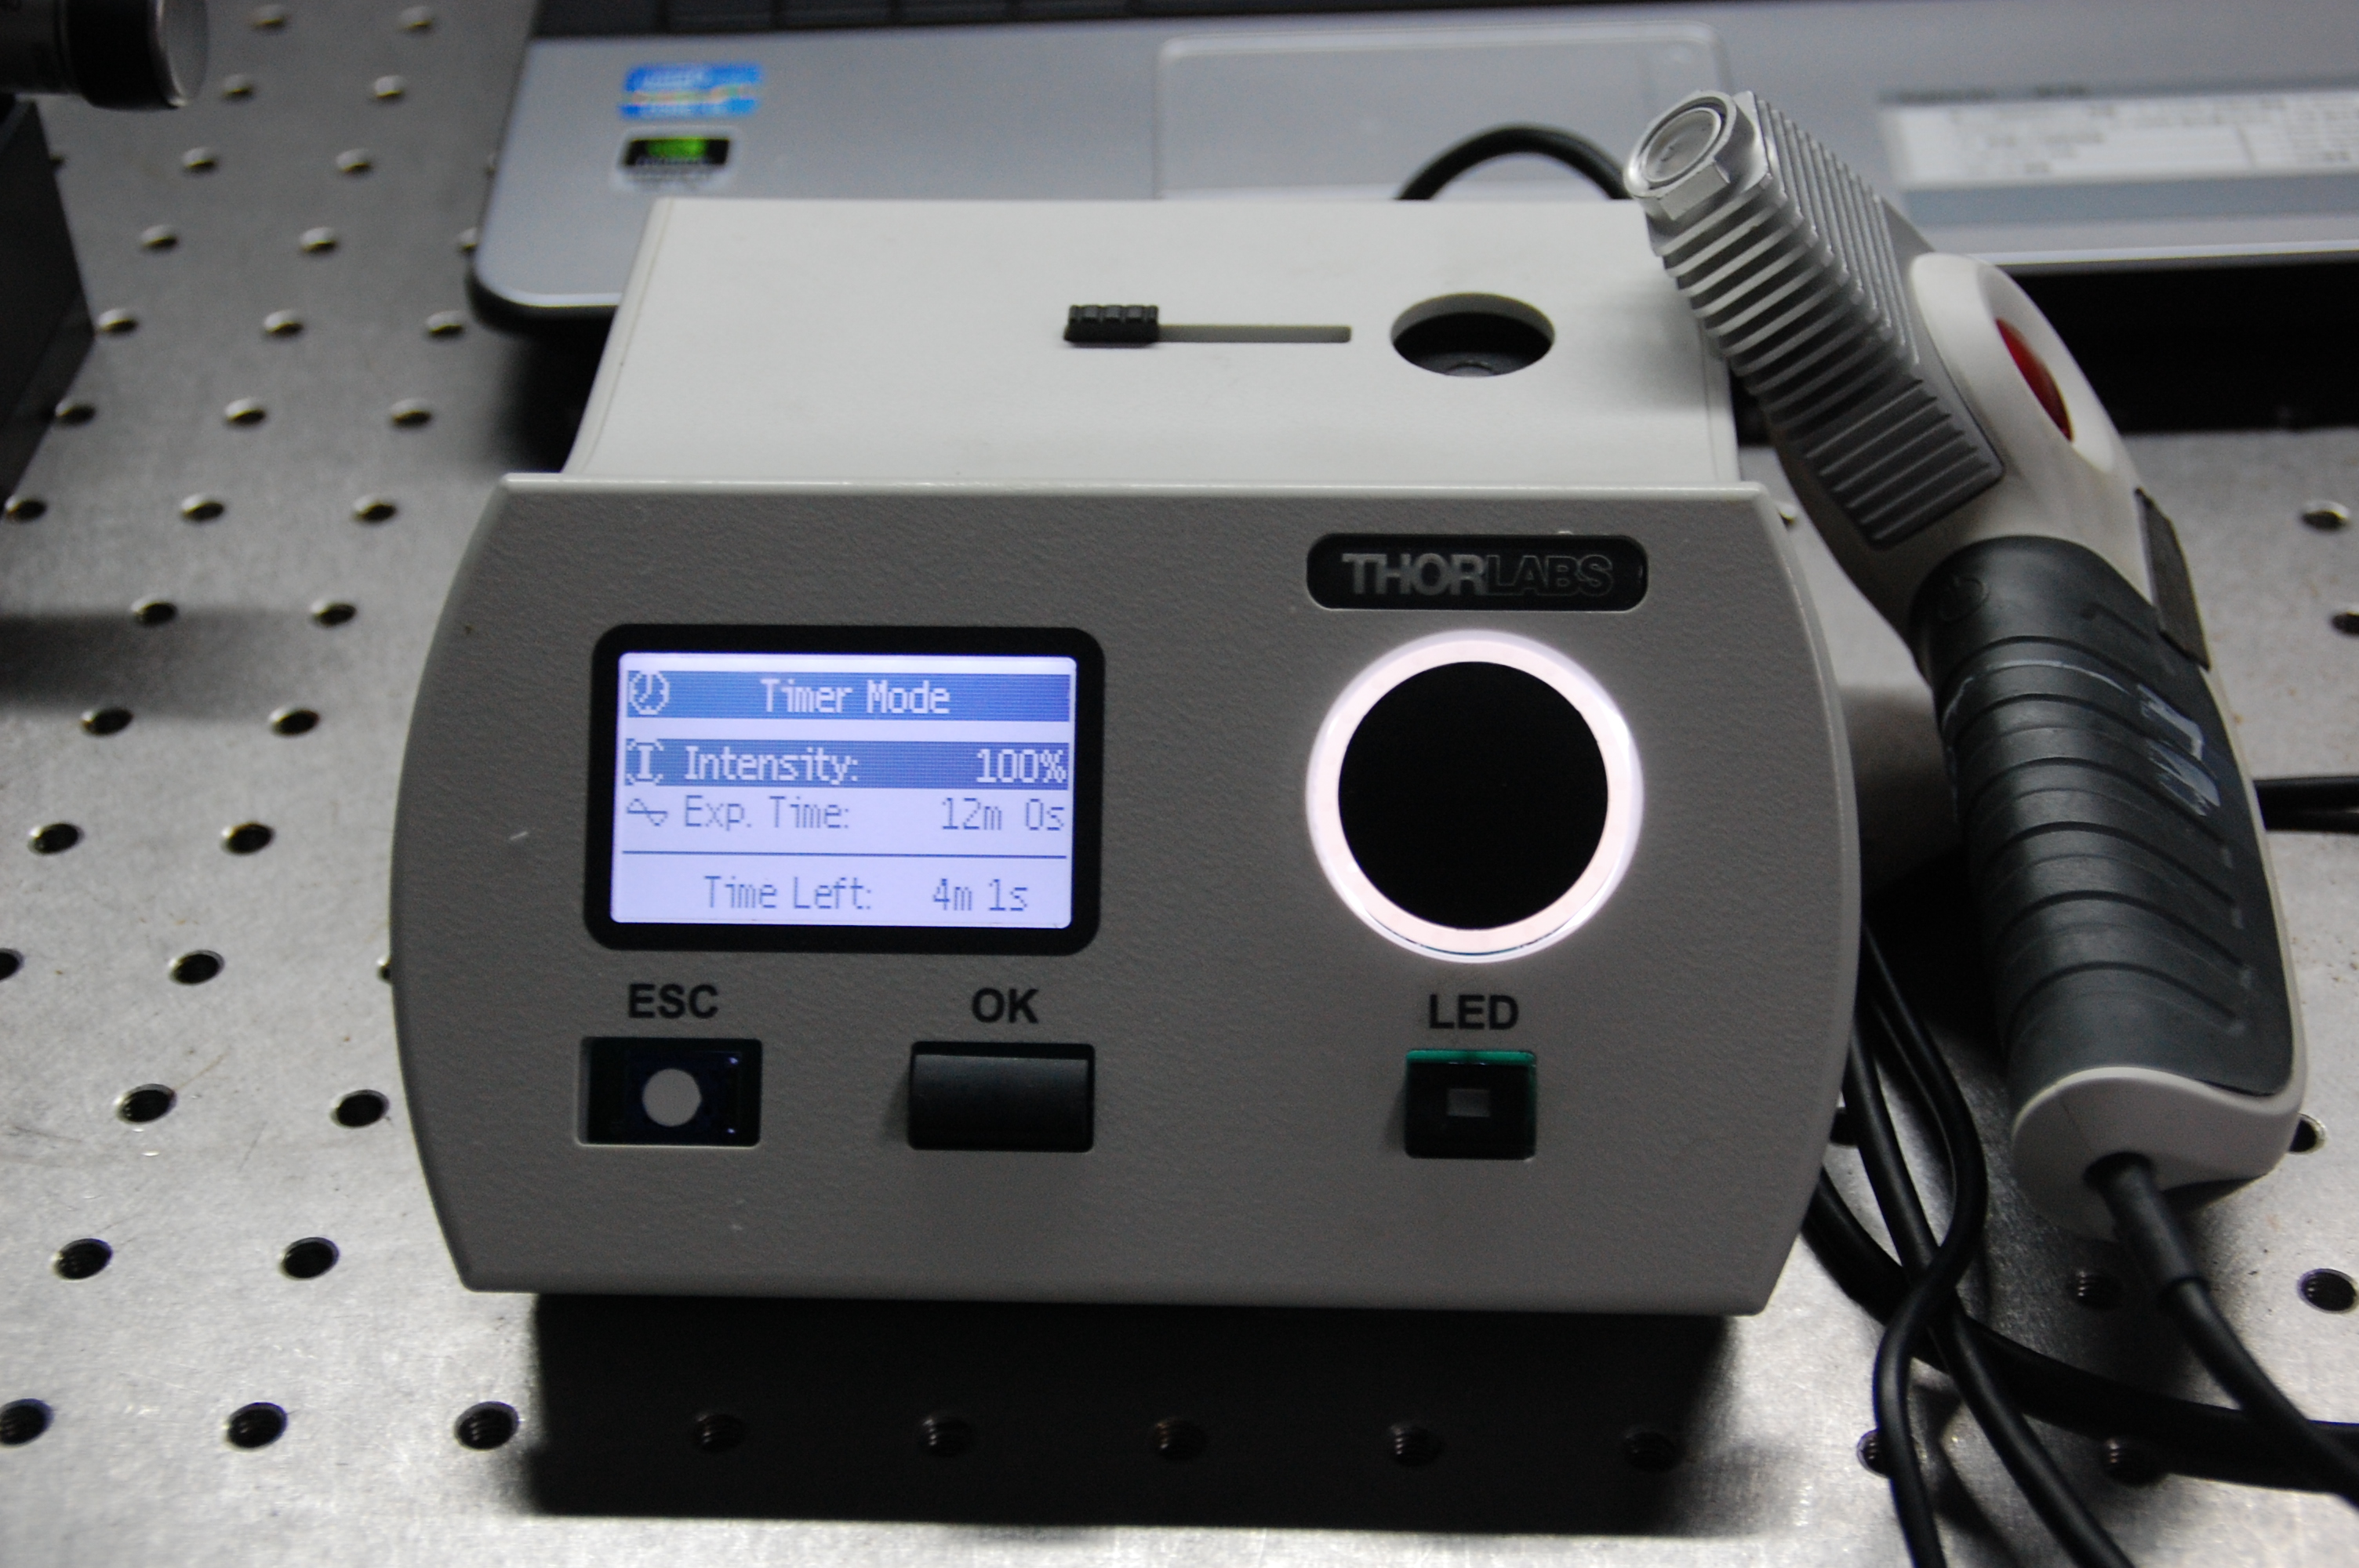 THORLABS
Timer Mode
Intensity: 100%
Exp. Time: 12m 0s
Time Left: 4m 1s
ESC OK LED